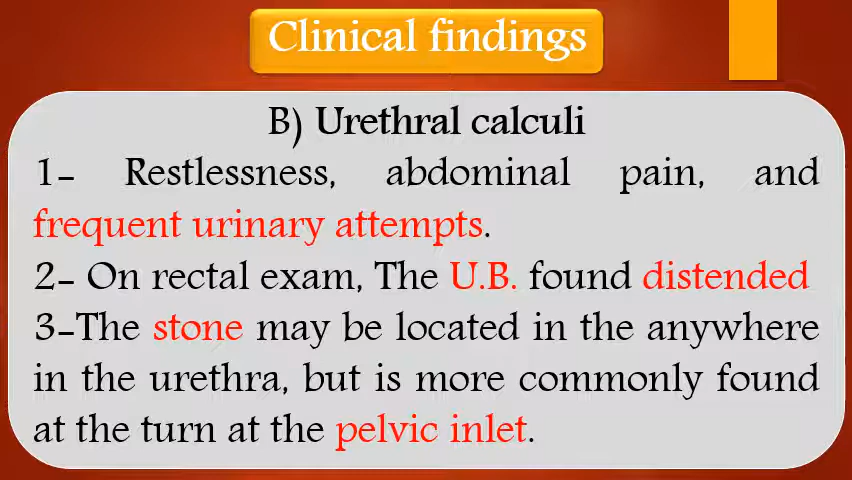 Clinical findings
B) Urethral calculi
1- Restlessness, abdominal pain, and
frequent urinary attempts.
2- On rectal exam, The U.B. found distended
3-The stone may be located in the anywhere
in the urethra, but is more commonly found
at the turn at the pelvic inlet.